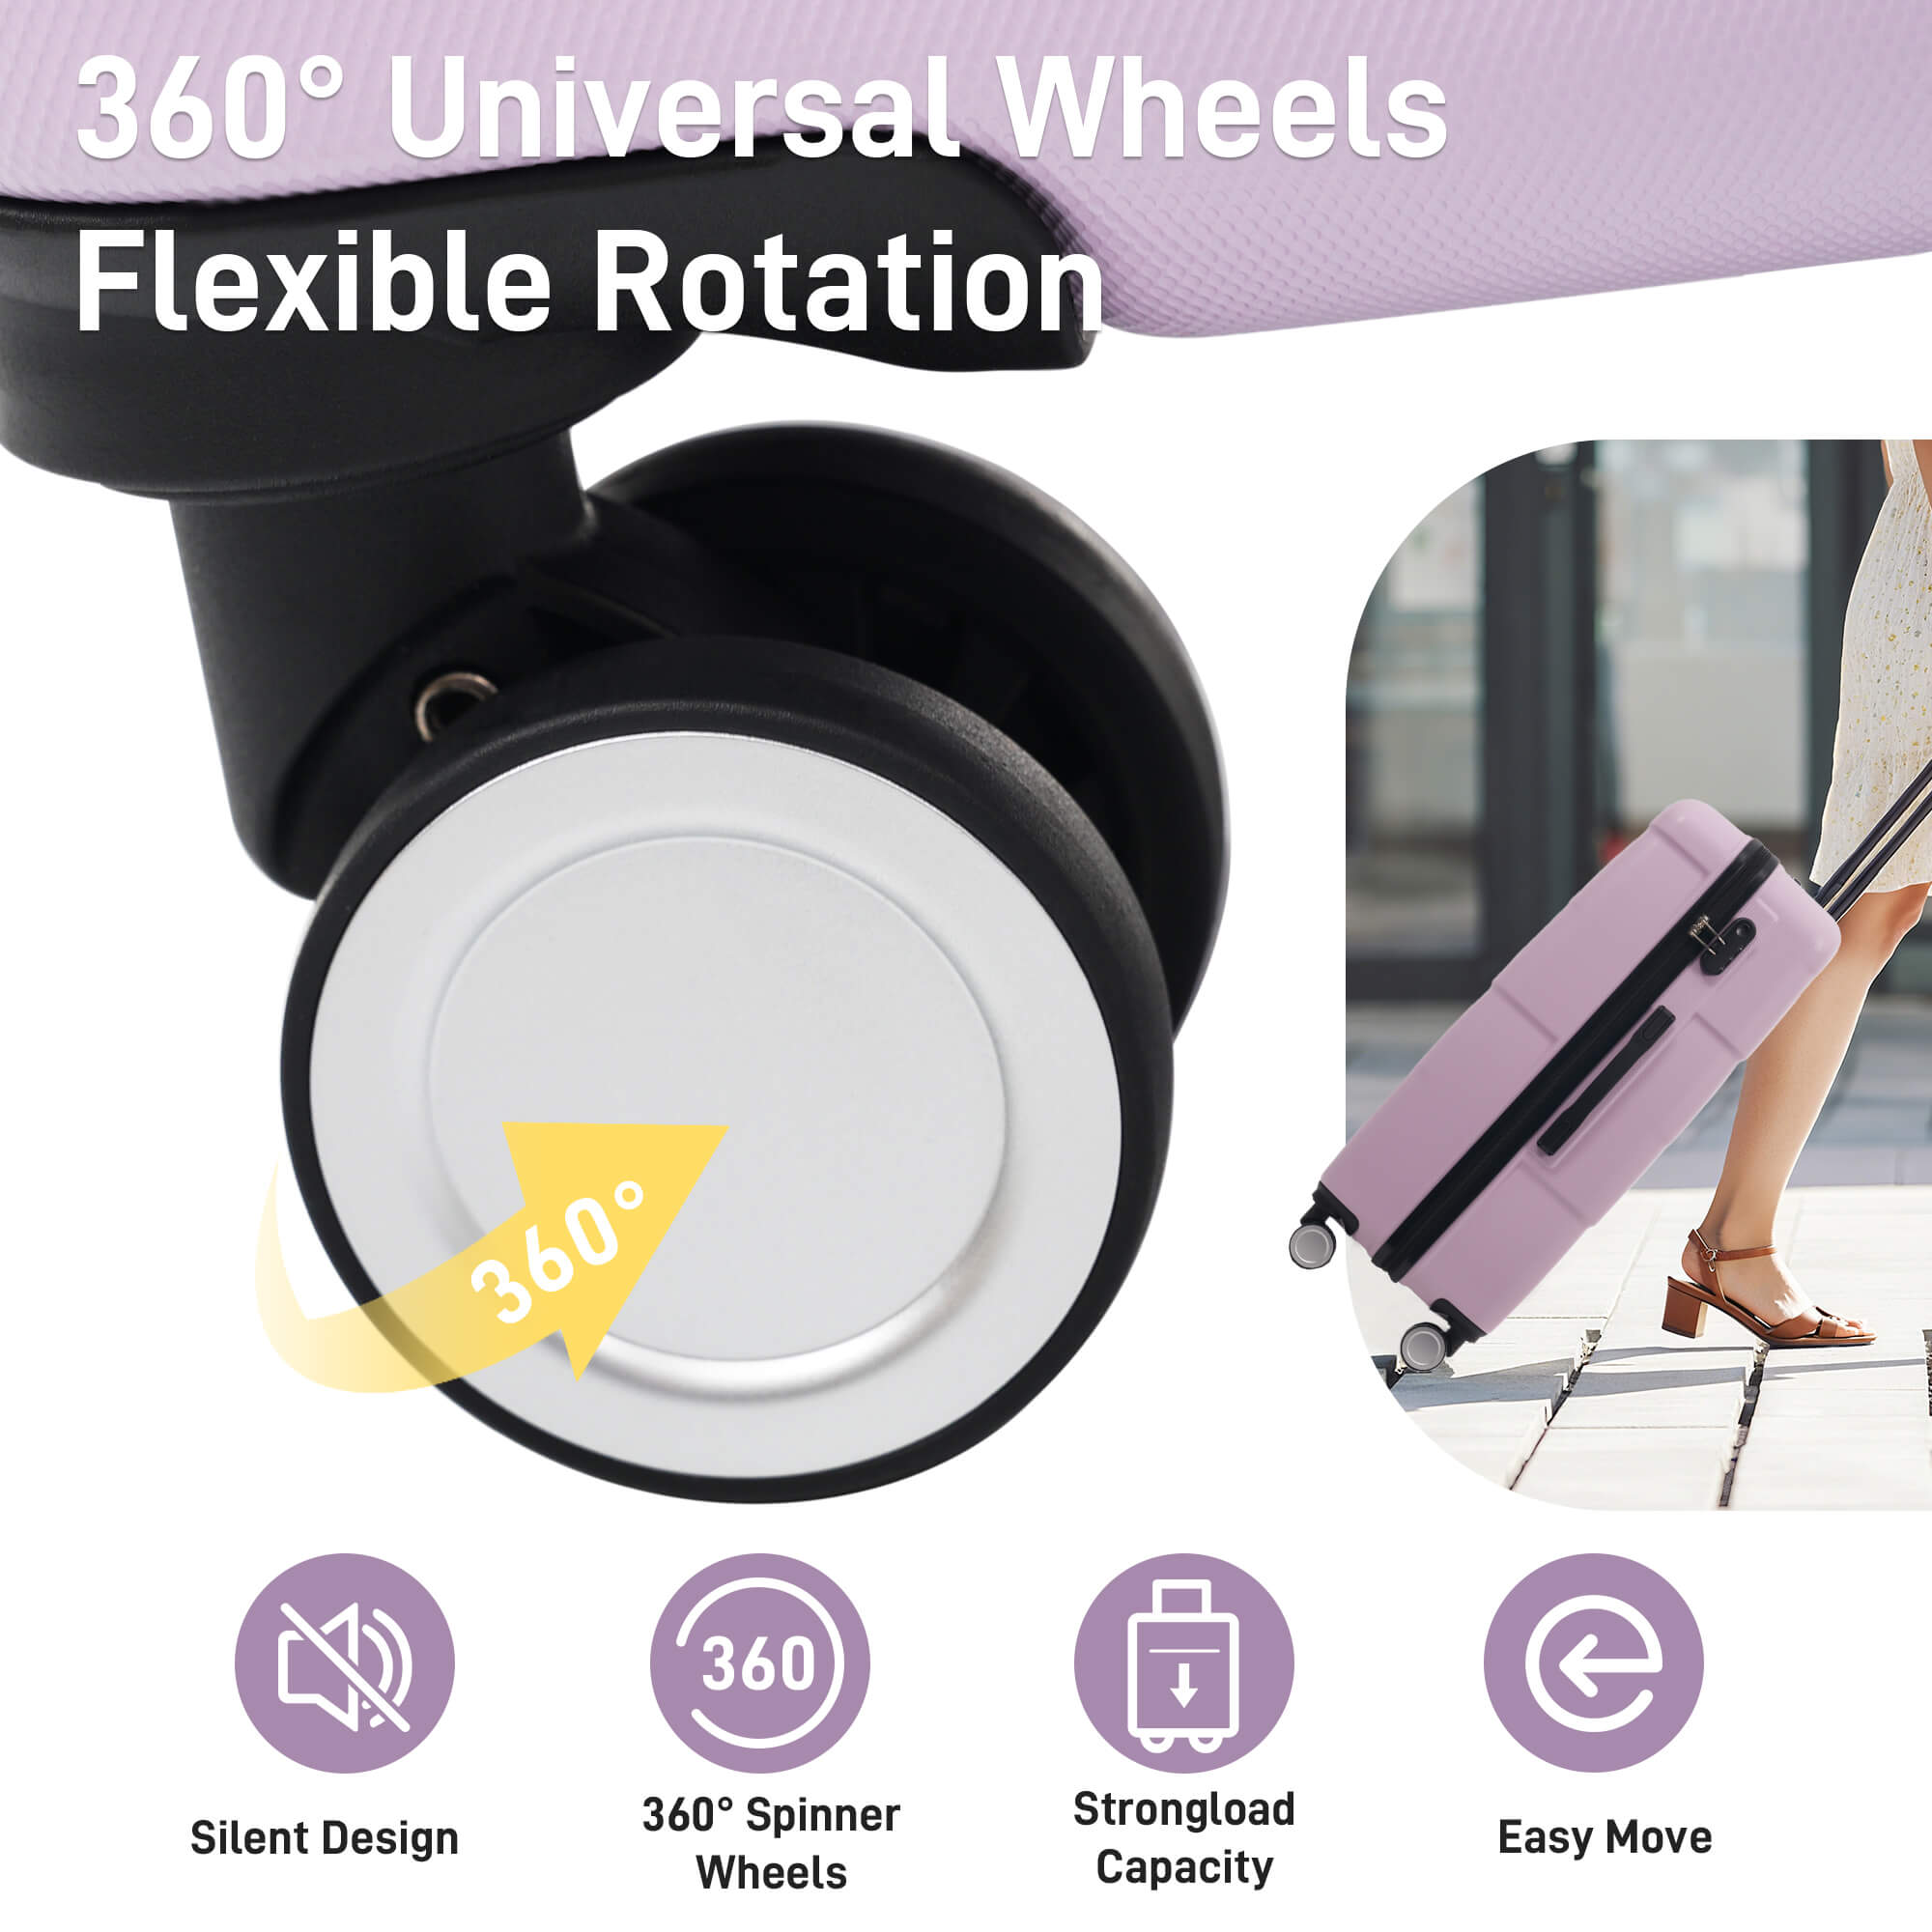 360° Universal Wheels
Flexible Rotation
360°
360
Silent Design
360° Spinner
Wheels
Strongload
Capacity
Easy Move